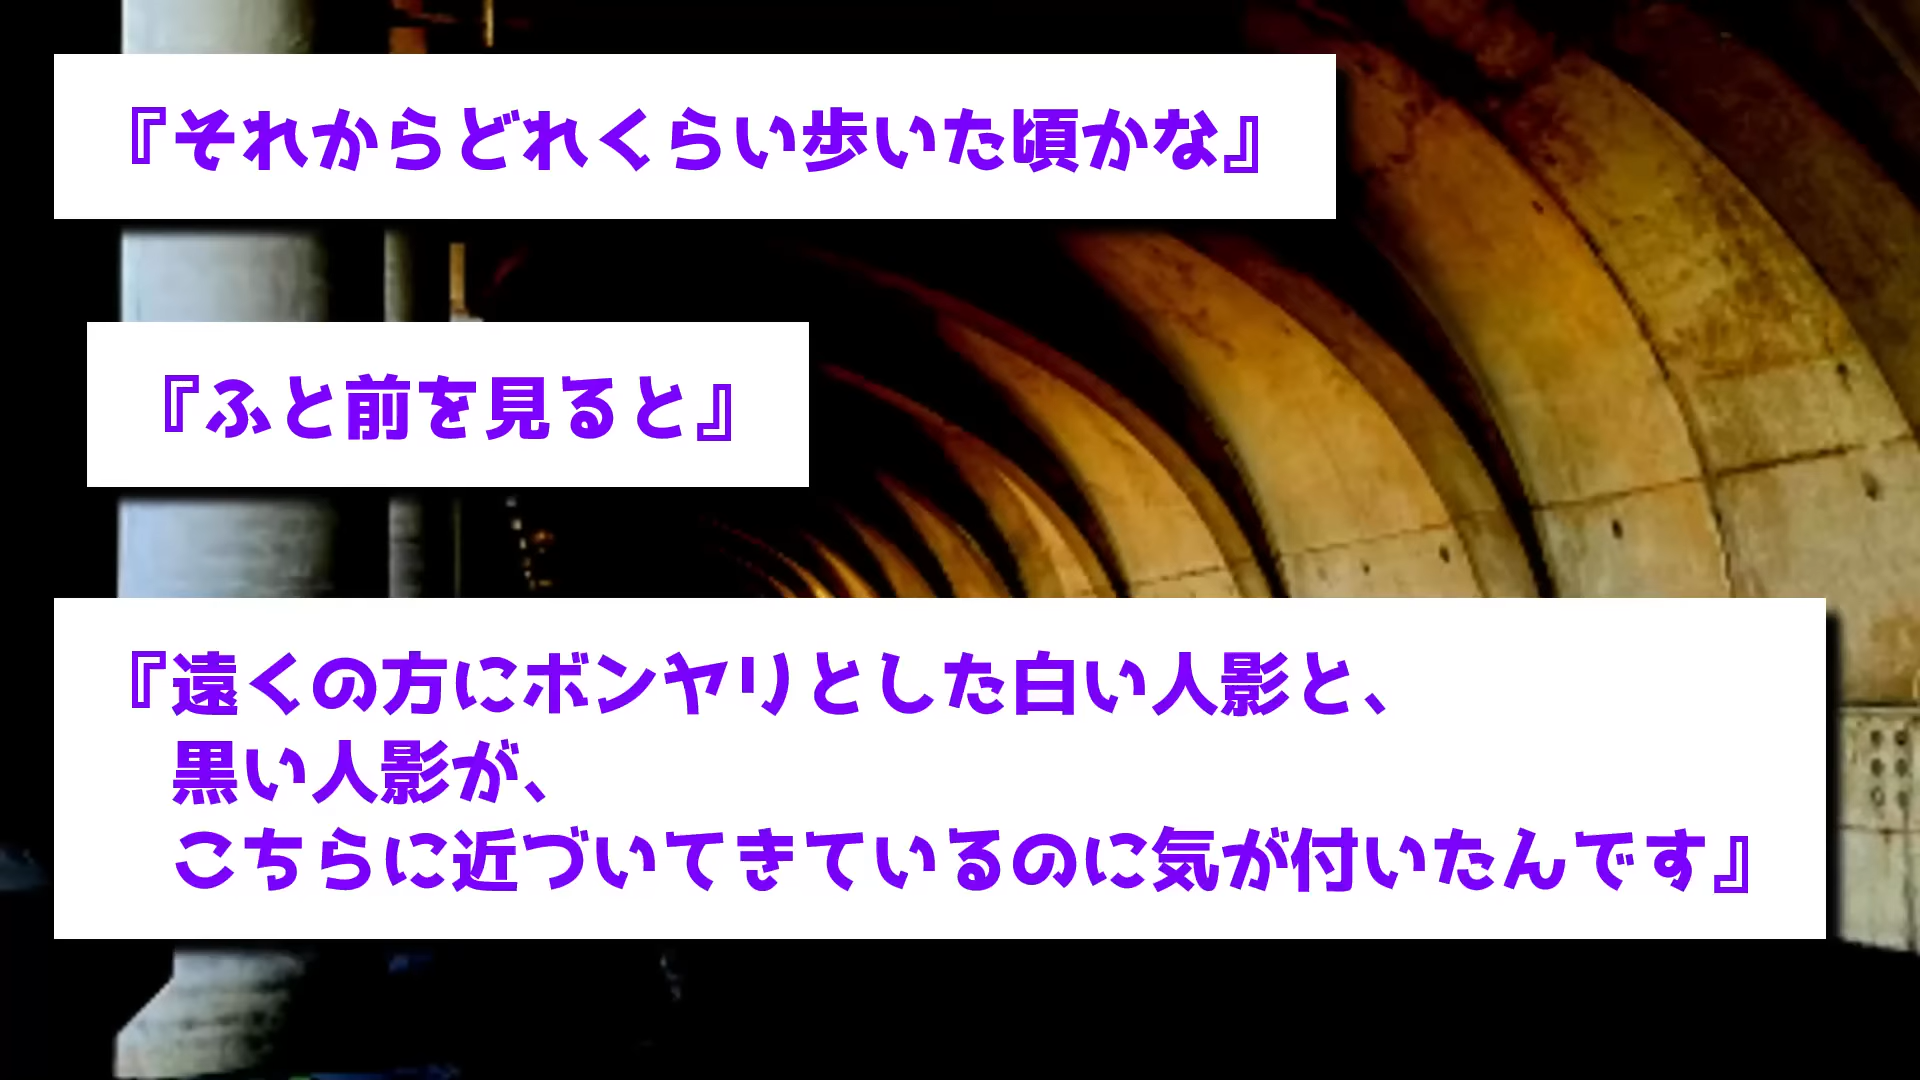 『それからどれくらい歩いた頃かな』
『ふと前を見ると』
『遠くの方にボンヤリとした白い人影と、
黒い人影が、
こちらに近づいてきているのに気が付いたんです』